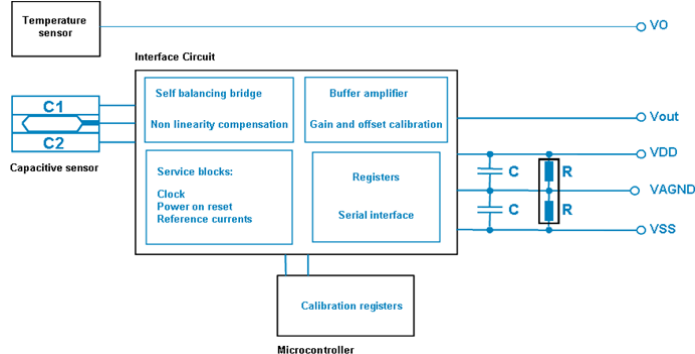 Temperature
sensor
VO
Interface Circuit
Self balancing bridge
Non linearity compensation
Buffer amplifier
Gain and offset calibration
C1
C2
Capacitive sensor
Vout
Service blocks:
Clock
Power on reset
Reference currents
Registers
Serial interface
VDD
C
R
VAGND
C
R
VSS
Calibration registers
Microcontroller